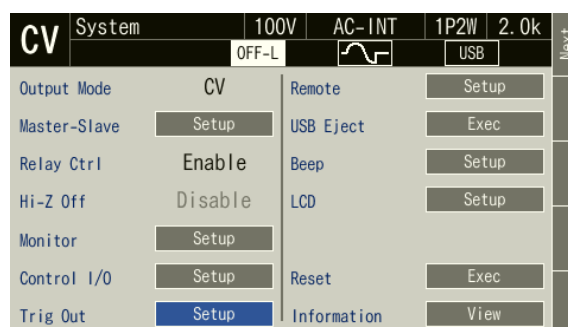 CV System 100V AC-INT 1P2W 2.0k
OFF-L USB
Next
Output Mode CV Remote Setup
Master-Slave Setup USB Eject Exec
Relay Ctrl Enable Beep Setup
Hi-Z Off Disable LCD Setup
Monitor Setup
Control I/O Setup Reset Exec
Trig Out Setup Information View